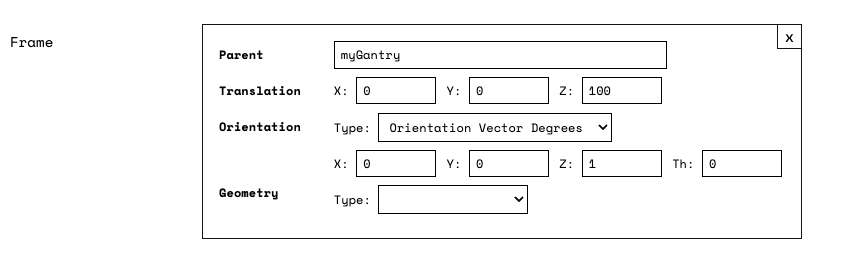 Frame
x
Parent myGantry
Translation X: 0 Y: 0 Z: 100
Orientation Type: Orientation Vector Degrees
X: 0 Y: 0 Z: 1 Th: 0
Geometry Type: